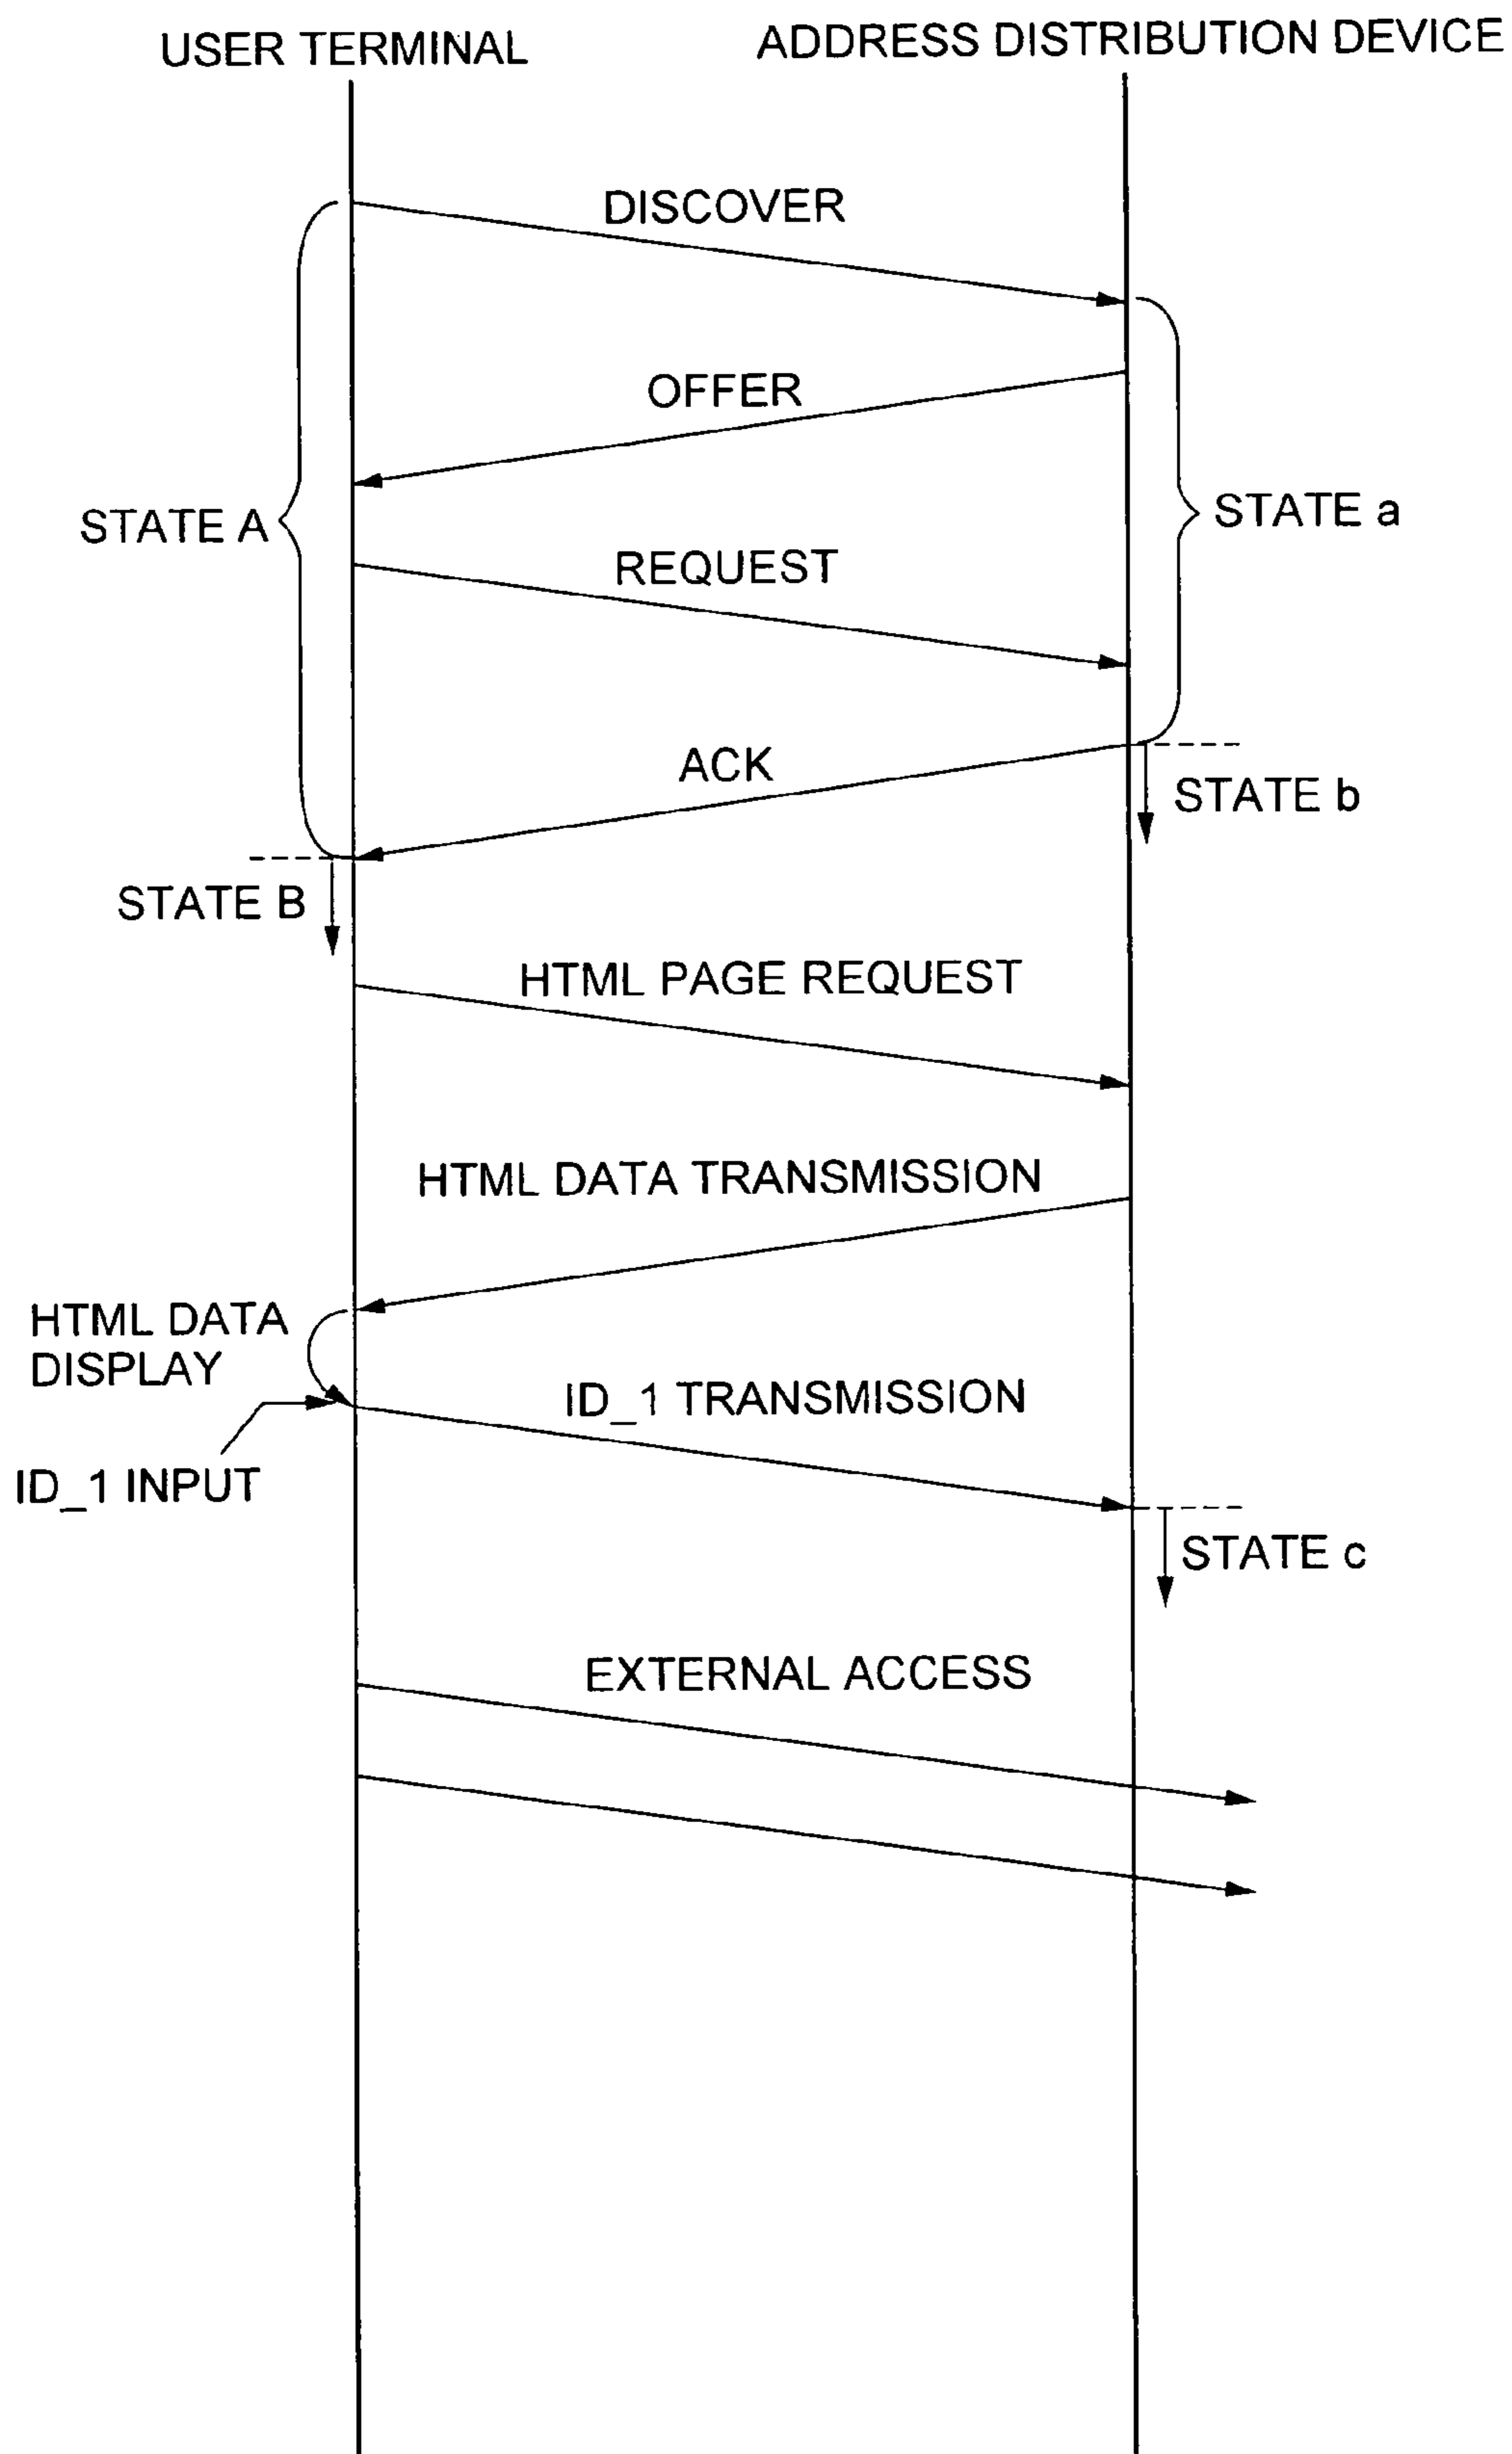 USER TERMINAL
ADDRESS DISTRIBUTION DEVICE
DISCOVER
OFFER
STATE A
STATE a
REQUEST
ACK
STATE b
STATE B
HTML PAGE REQUEST
HTML DATA TRANSMISSION
HTML DATA
DISPLAY
ID_1 TRANSMISSION
ID_1 INPUT
STATE c
EXTERNAL ACCESS